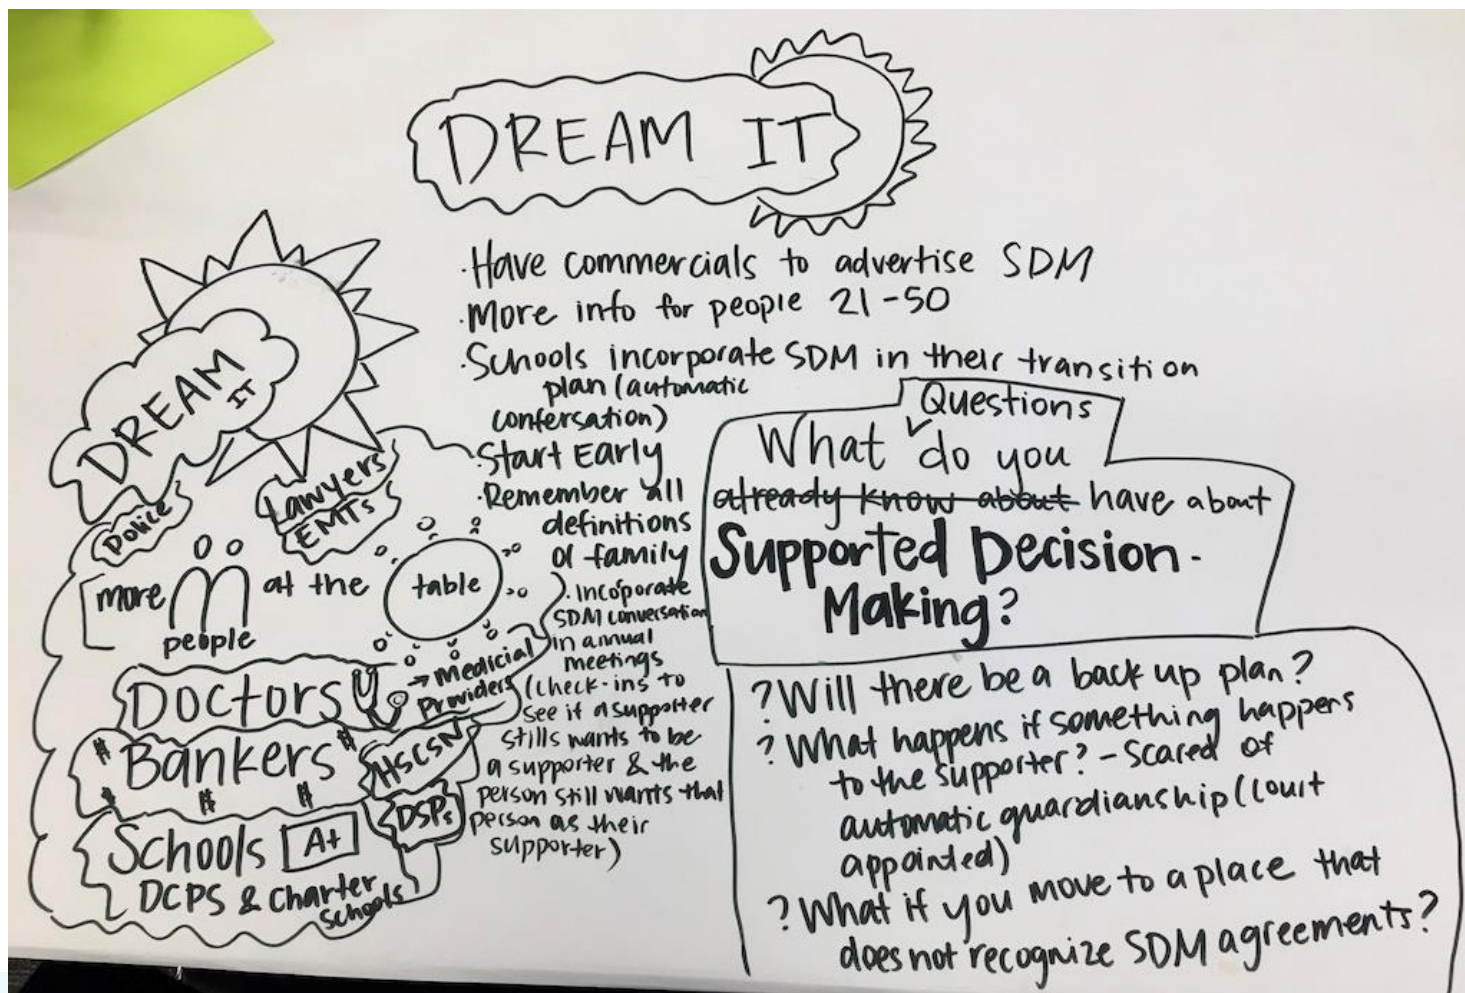 DREAM IT
·Have commercials to advertise SDM
·More info for people 21-50
·Schools incorporate SDM in their transition
plan (automatic
confersation)
·Start Early
·Remember all
definitions
of family
·Incoporate
SDM conversation
in annual
meetings
(check-ins to
see if a supporter
stills wants to be
a supporter & the
person still wants that
person as their
supporter)
DREAM
IT
Police
Lawyers
EMTs
more people at the table
Doctors
→ Medicial
Providers
$ Bankers $
$ $
HSCSN
DSPs
Schools A+
DCPS & Charter
Schools
Questions
What do you
already know about have about
Supported Decision-
Making?
? Will there be a back up plan?
? What happens if something happens
to the supporter? - Scared of
automatic guardianship (court
appointed)
? What if you move to a place that
does not recognize SDM agreements?